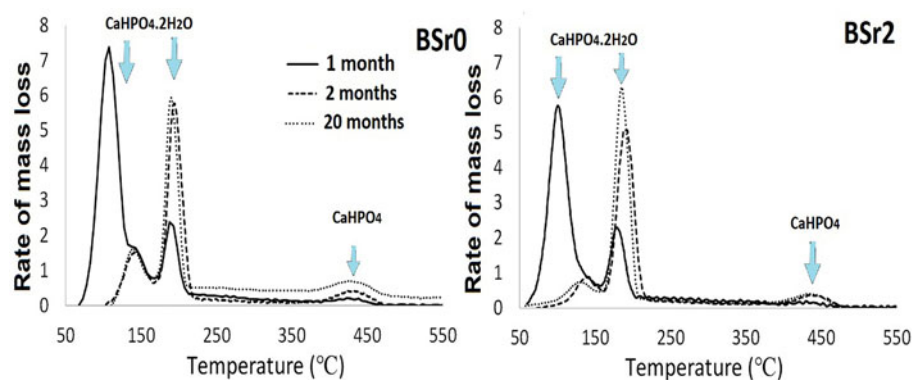 CaHPO4.2H2O
BSr0
1 month
2 months
20 months
CaHPO4
Rate of mass loss
8
7
6
5
4
3
2
1
0
50 150 250 350 450 550
Temperature (℃)
CaHPO4.2H2O
BSr2
CaHPO4
Rate of mass loss
8
7
6
5
4
3
2
1
0
50 150 250 350 450 550
Temperature (℃)